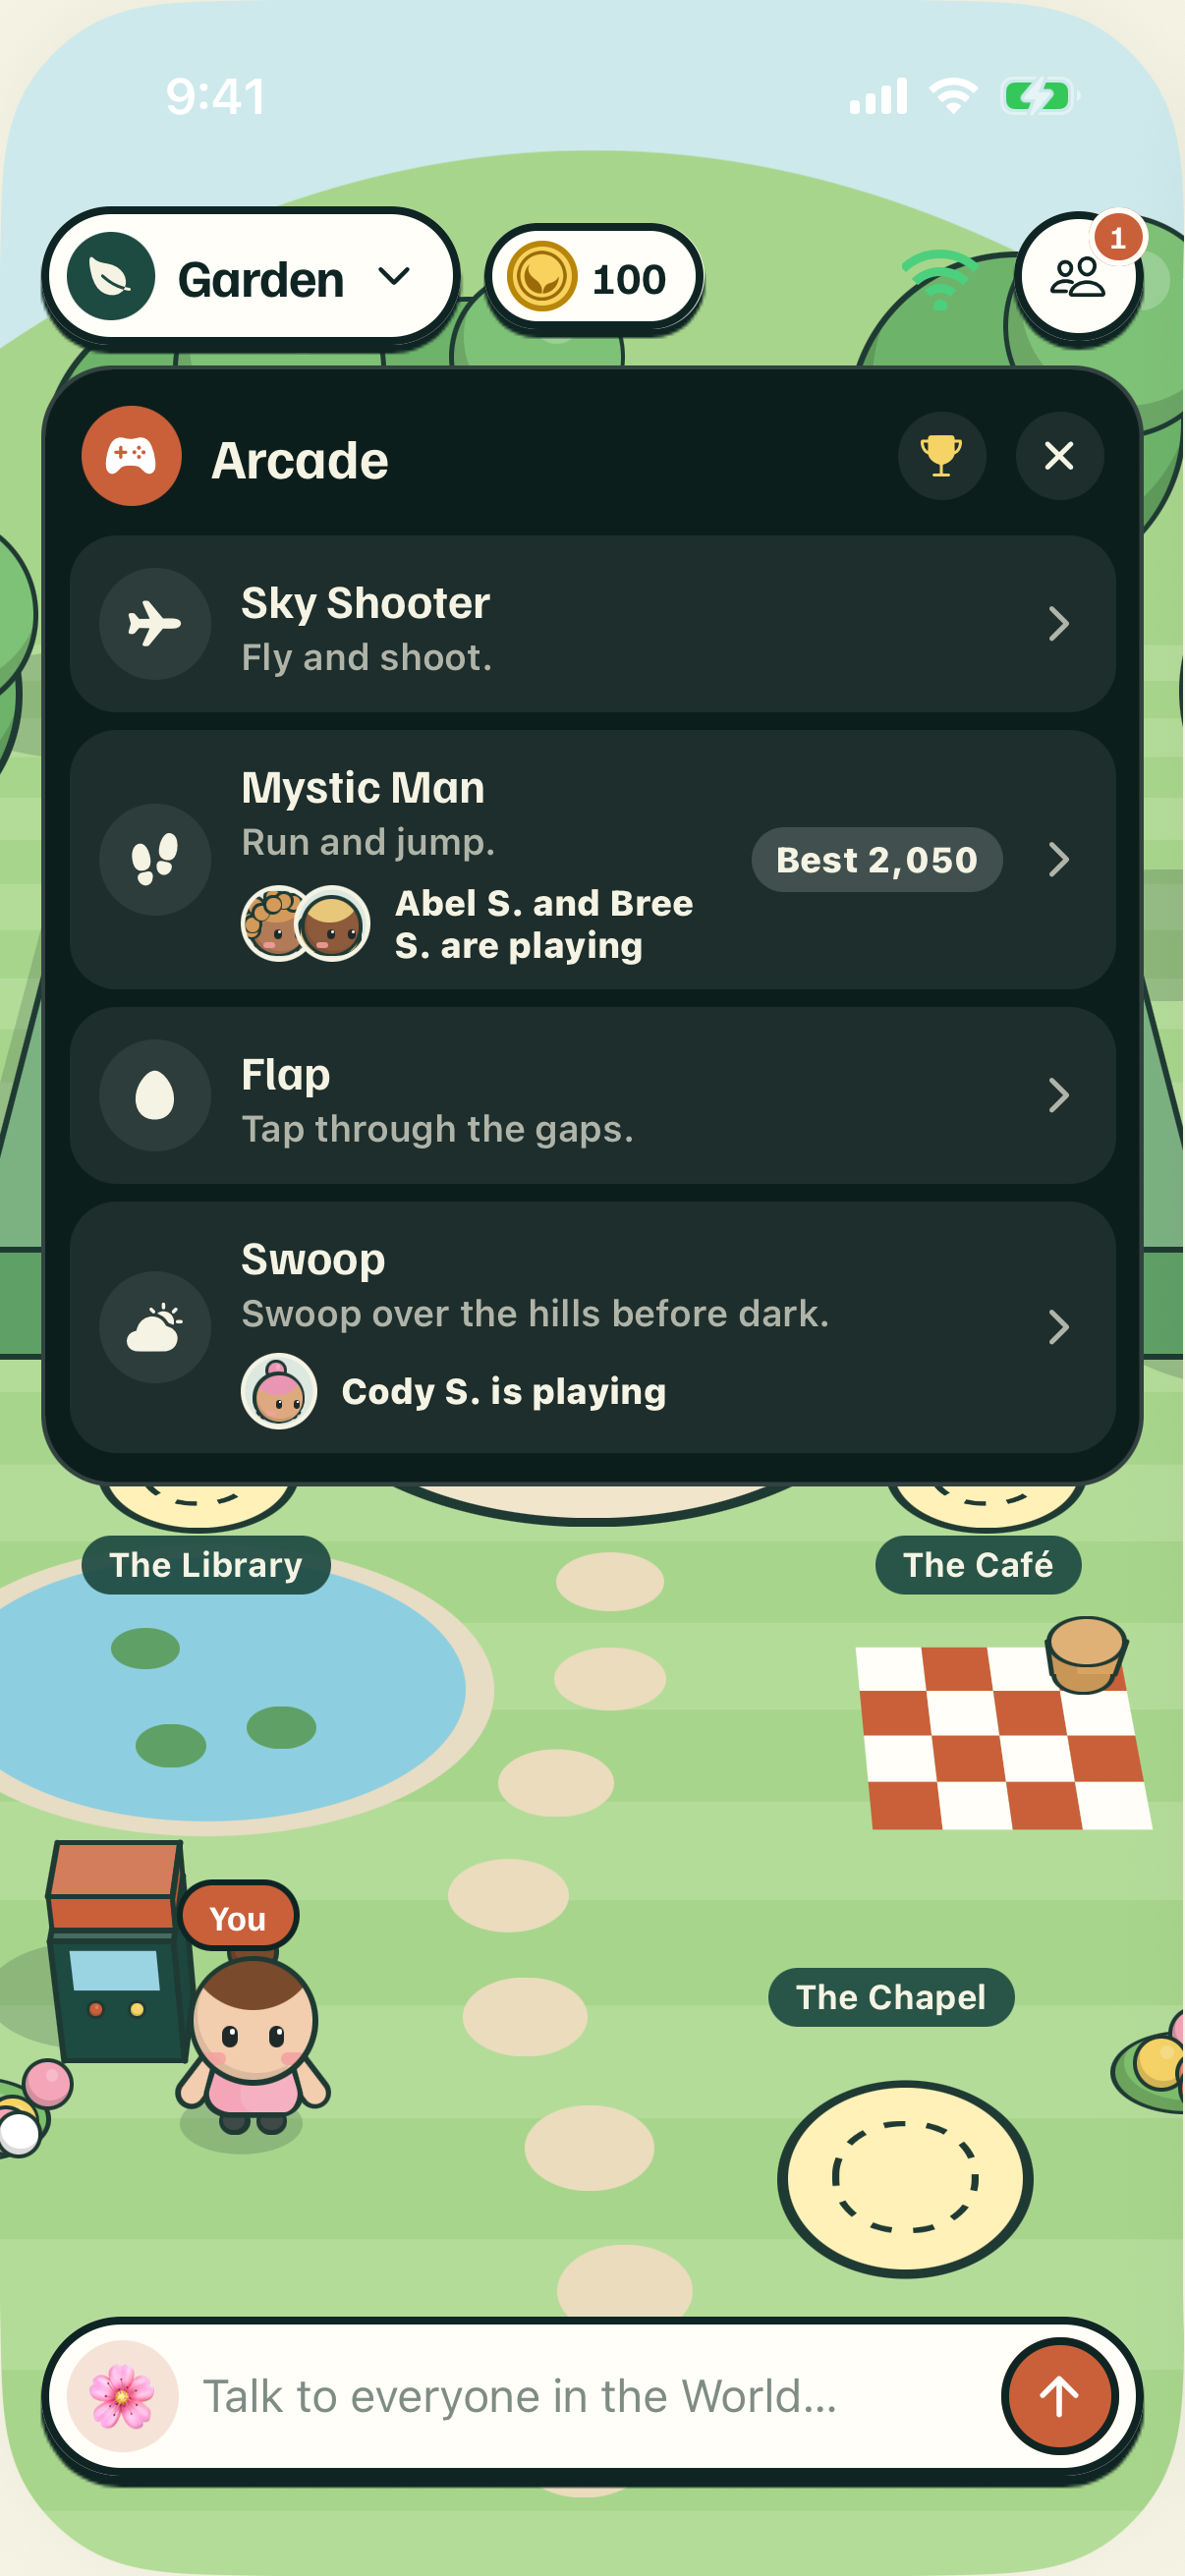 9:41
Garden
100
1
Arcade
Sky Shooter
Fly and shoot.
Mystic Man
Run and jump.
Best 2,050
Abel S. and Bree
S. are playing
Flap
Tap through the gaps.
Swoop
Swoop over the hills before dark.
Cody S. is playing
The Library
The Café
You
The Chapel
Talk to everyone in the World...